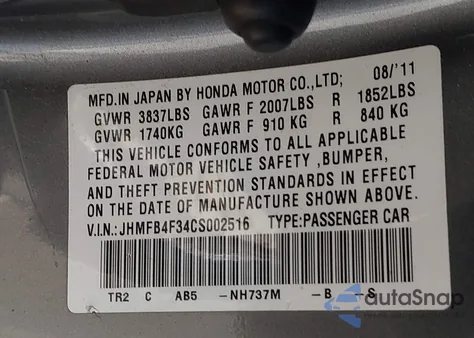 MFD.IN JAPAN BY HONDA MOTOR CO.,LTD; 08/'11
GVWR 3837LBS GAWR F 2007LBS R 1852LBS
GVWR 1740KG GAWR F 910 KG R 840 KG
THIS VEHICLE CONFORMS TO ALL APPLICABLE
FEDERAL MOTOR VEHICLE SAFETY ,BUMPER,
AND THEFT PREVENTION STANDARDS IN EFFECT
ON THE DATE OF MANUFACTURE SHOWN ABOVE.
V.I.N: JHMFB4F34CS002516 TYPE:PASSENGER CAR
TR2 C AB5 -NH737M -B -S
autoSnap